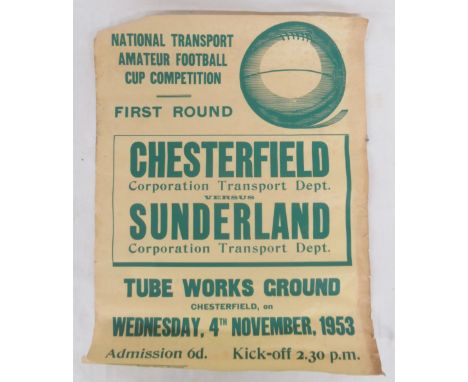 NATIONAL TRANSPORT
AMATEUR FOOTBALL
CUP COMPETITION
FIRST ROUND
CHESTERFIELD
Corporation Transport Dept.
VERSUS
SUNDERLAND
Corporation Transport Dept.
TUBE WORKS GROUND
CHESTERFIELD, on
WEDNESDAY, 4TH NOVEMBER, 1953
Admission 6d. Kick-off 2.30 p.m.